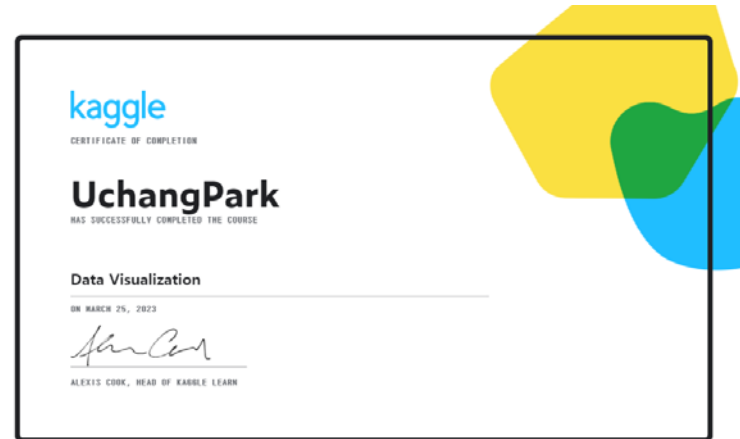 kaggle
CERTIFICATE OF COMPLETION
UchangPark
HAS SUCCESSFULLY COMPLETED THE COURSE
Data Visualization
ON MARCH 25, 2023
ALEXIS COOK, HEAD OF KAGGLE LEARN